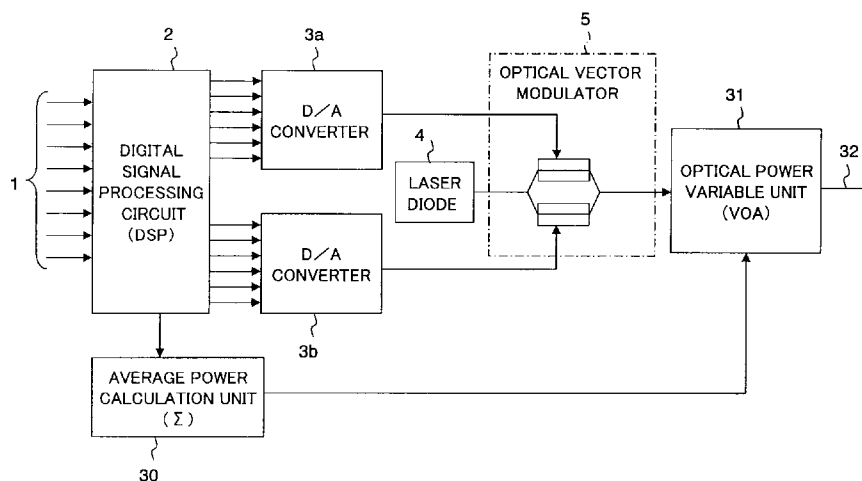 2
3a
5
D/A
CONVERTER
OPTICAL VECTOR
MODULATOR
31
32
1
DIGITAL
SIGNAL
PROCESSING
CIRCUIT
(DSP)
4
LASER
DIODE
OPTICAL POWER
VARIABLE UNIT
(VOA)
D/A
CONVERTER
3b
AVERAGE POWER
CALCULATION UNIT
(Σ)
30